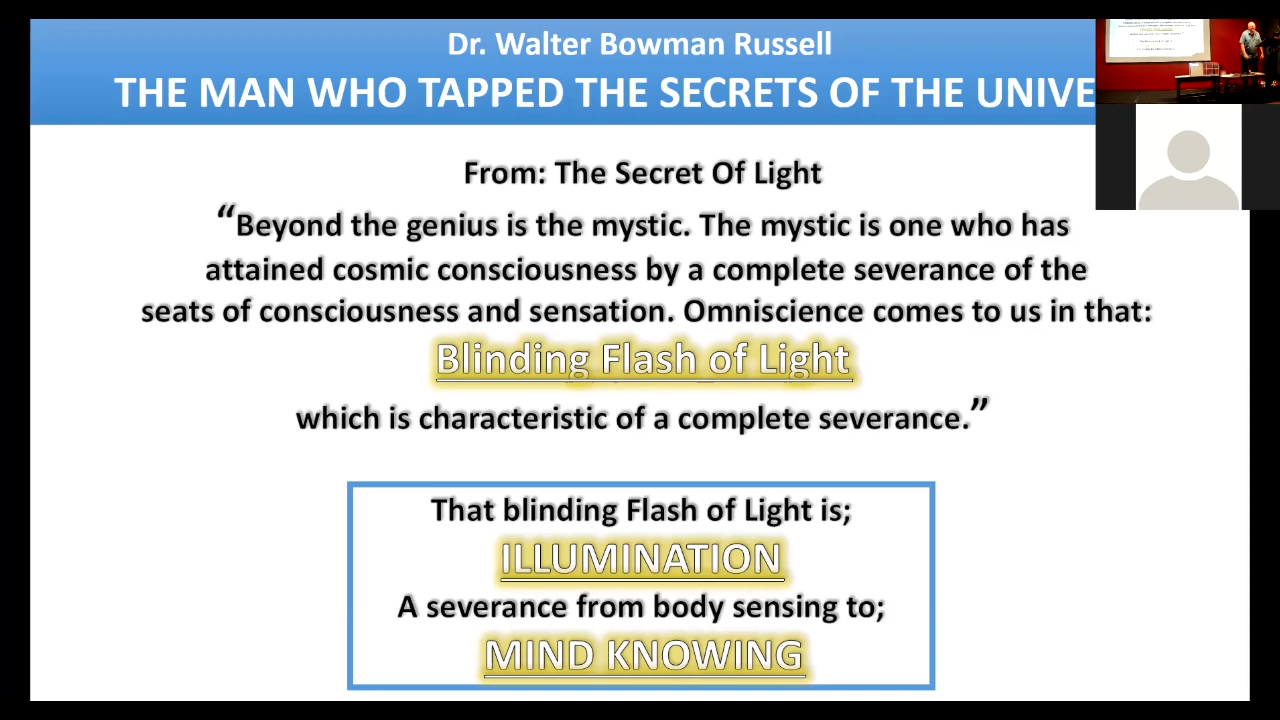 Dr. Walter Bowman Russell
THE MAN WHO TAPPED THE SECRETS OF THE UNIVE
From: The Secret Of Light
“Beyond the genius is the mystic. The mystic is one who has
attained cosmic consciousness by a complete severance of the
seats of consciousness and sensation. Omniscience comes to us in that:
Blinding Flash of Light
which is characteristic of a complete severance.”
That blinding Flash of Light is;
ILLUMINATION
A severance from body sensing to;
MIND KNOWING